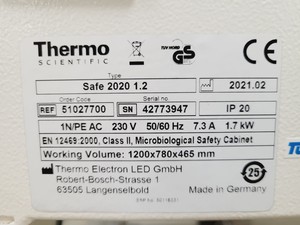 Thermo
SCIENTIFIC
TÜV NORD
GS
Type
Safe 2020 1.2
2021.02
Order Code
Serial no
REF 51027700 SN 42773947 IP 20
1N/PE AC 230 V 50/60 Hz 7.3 A 1.7 kW
EN 12469:2000, Class II, Microbiological Safety Cabinet
Working Volume: 1200x780x465 mm
Thermo Electron LED GmbH
Robert-Bosch-Strasse 1
63505 Langenselbold
Made in Germany
25